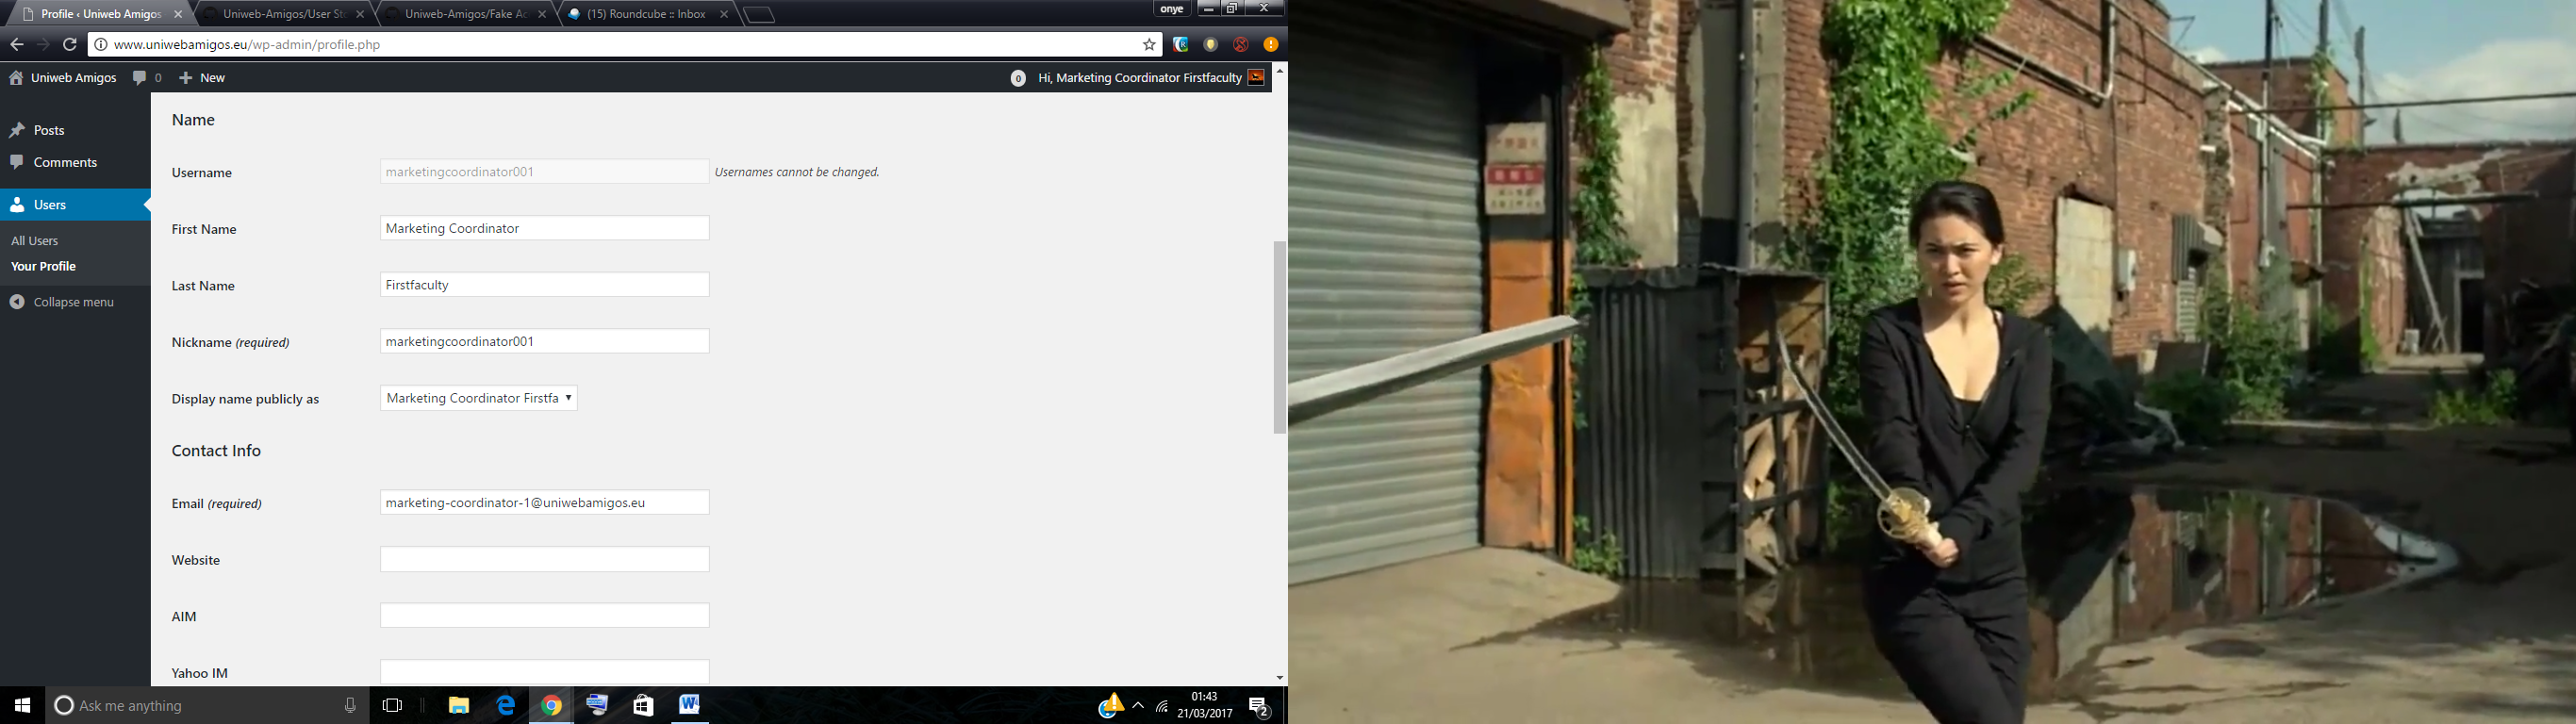 Profile ‹ Uniweb Amigos
Uniweb-Amigos/User Sto
Uniweb-Amigos/Fake Ac
(15) Roundcube :: Inbox
onye
www.uniwebamigos.eu/wp-admin/profile.php
Uniweb Amigos
0
New
0
Hi, Marketing Coordinator Firstfaculty
Posts
Comments
Users
All Users
Your Profile
Collapse menu
Name
Username
marketingcoordinator001
Usernames cannot be changed.
First Name
Marketing Coordinator
Last Name
Firstfaculty
Nickname (required)
marketingcoordinator001
Display name publicly as
Marketing Coordinator Firstfa
Contact Info
Email (required)
marketing-coordinator-1@uniwebamigos.eu
Website
AIM
Yahoo IM
Ask me anything
01:43
21/03/2017
2